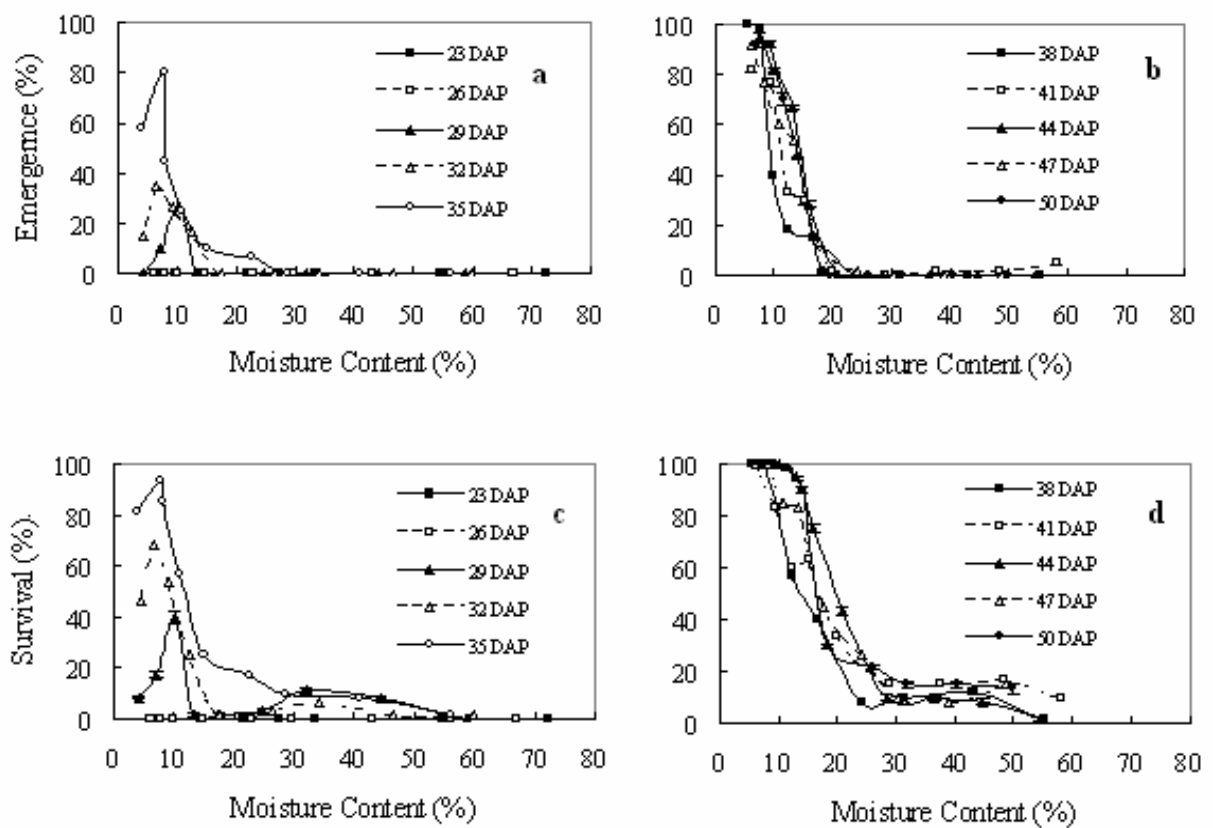 Emergemce (%)
100
80
60
40
20
0
23 DAP
26 DAP
29 DAP
32 DAP
35 DAP
a
0 10 20 30 40 50 60 70 80
Moisture Content (%)
100
80
60
40
20
0
38 DAP
41 DAP
44 DAP
47 DAP
50 DAP
b
0 10 20 30 40 50 60 70 80
Moisture Content (%)
Survival (%).
100
80
60
40
20
0
23 DAP
26 DAP
29 DAP
32 DAP
35 DAP
c
0 10 20 30 40 50 60 70 80
Moisture Content (%)
100
80
60
40
20
0
38 DAP
41 DAP
44 DAP
47 DAP
50 DAP
d
0 10 20 30 40 50 60 70 80
Moisture Content (%)